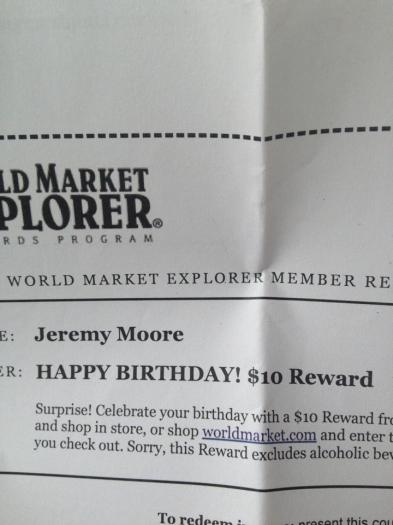 LD MARKET
PLORER®
RDS PROGRAM
WORLD MARKET EXPLORER MEMBER RE
E: Jeremy Moore
ER: HAPPY BIRTHDAY! $10 Reward
Surprise! Celebrate your birthday with a $10 Reward fr
and shop in store, or shop worldmarket.com and enter t
you check out. Sorry, this Reward excludes alcoholic be
To redeem present this cou